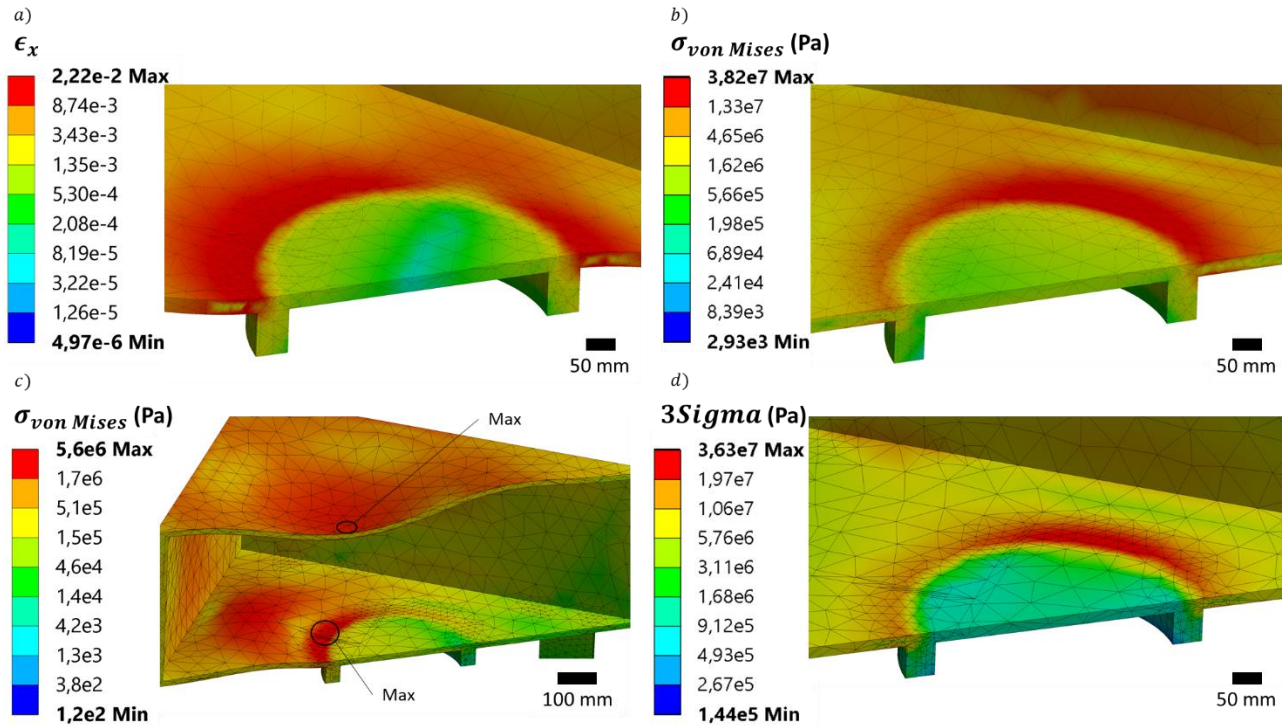 a)
ϵₓ
2,22e-2 Max
8,74e-3
3,43e-3
1,35e-3
5,30e-4
2,08e-4
8,19e-5
3,22e-5
1,26e-5
4,97e-6 Min
50 mm
b)
σ von Mises (Pa)
3,82e7 Max
1,33e7
4,65e6
1,62e6
5,66e5
1,98e5
6,89e4
2,41e4
8,39e3
2,93e3 Min
50 mm
c)
σ von Mises (Pa)
5,6e6 Max
1,7e6
5,1e5
1,5e5
4,6e4
1,4e4
4,2e3
1,3e3
3,8e2
1,2e2 Min
Max
Max
100 mm
d)
3Sigma (Pa)
3,63e7 Max
1,97e7
1,06e7
5,76e6
3,11e6
1,68e6
9,12e5
4,93e5
2,67e5
1,44e5 Min
50 mm